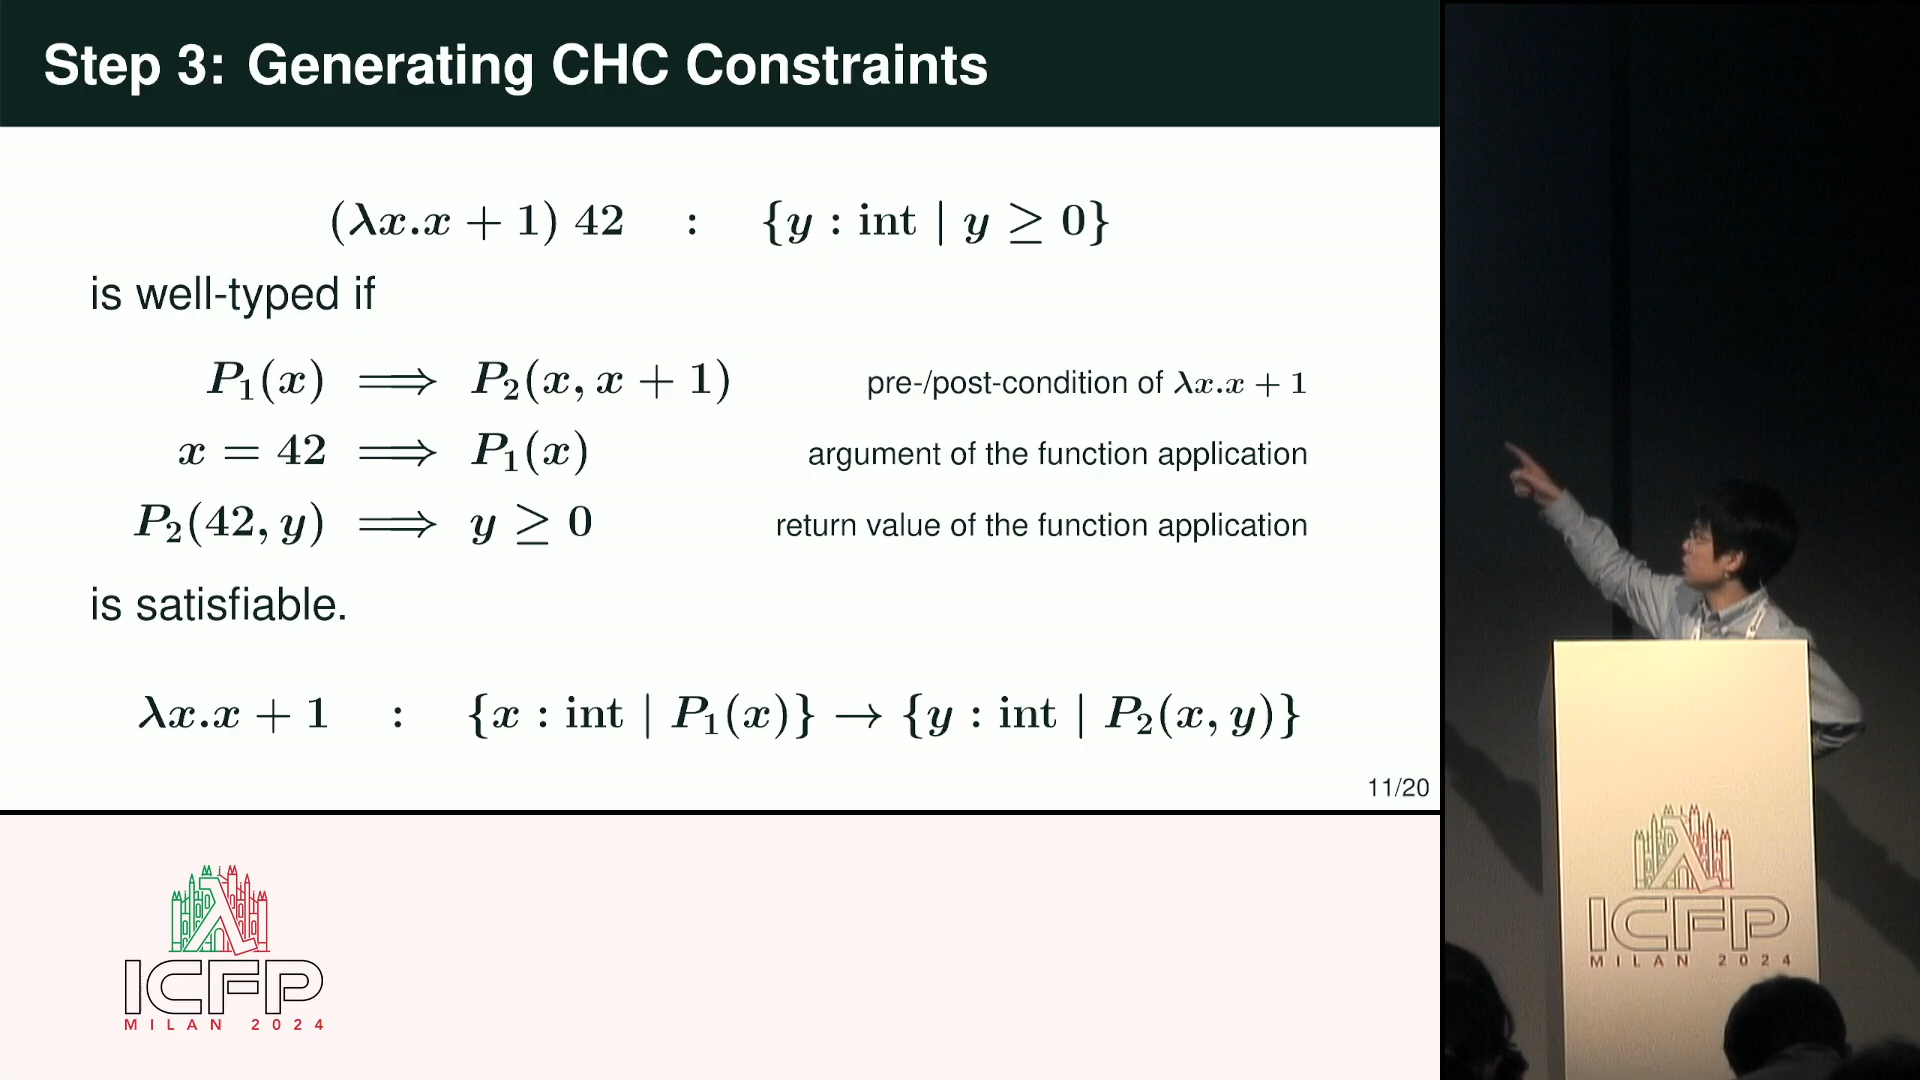 Step 3: Generating CHC Constraints
(λx.x + 1) 42 : {y : int | y ≥ 0}
is well-typed if
P₁(x) ⟹ P₂(x, x + 1) pre-/post-condition of λx.x + 1
x = 42 ⟹ P₁(x) argument of the function application
P₂(42, y) ⟹ y ≥ 0 return value of the function application
is satisfiable.
λx.x + 1 : {x : int | P₁(x)} → {y : int | P₂(x, y)}
11/20
λ
ICFP
MILAN 2024
λ
ICFP
MILAN 2024